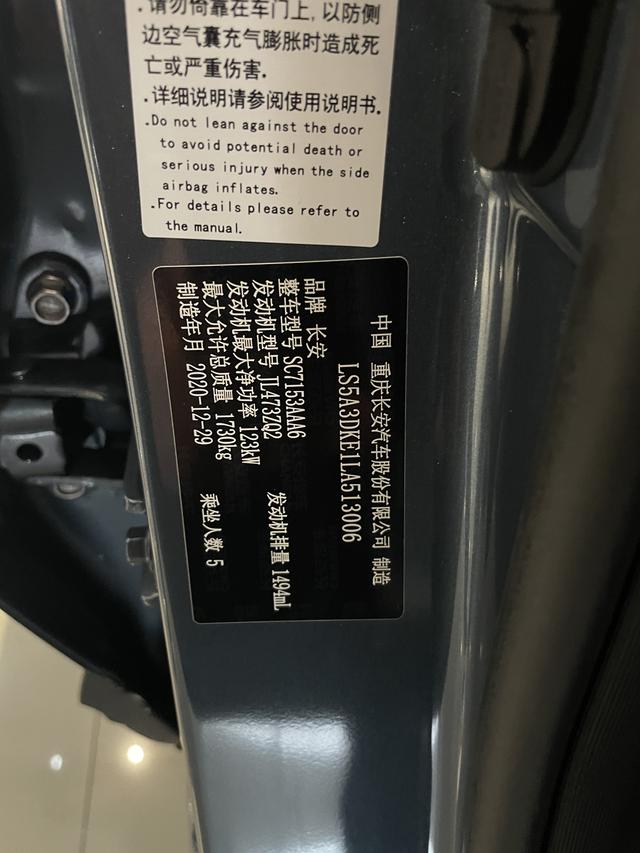 .请勿倚靠在车门上,以防侧
边空气囊充气膨胀时造成死
亡或严重伤害.
.详细说明请参阅使用说明书.
.Do not lean against the door
to avoid potential death or
serious injury when the side
airbag inflates.
.For details please refer to
the manual.
中国 重庆长安汽车股份有限公司 制造
LS5A3DKE1LA513006
品牌 长安
整车型号 SC7153AAA6
发动机型号 JL473ZQ2 发动机排量 1494mL
发动机最大净功率 123kW
最大允许总质量 1730kg 乘坐人数 5
制造年月 2020-12-29